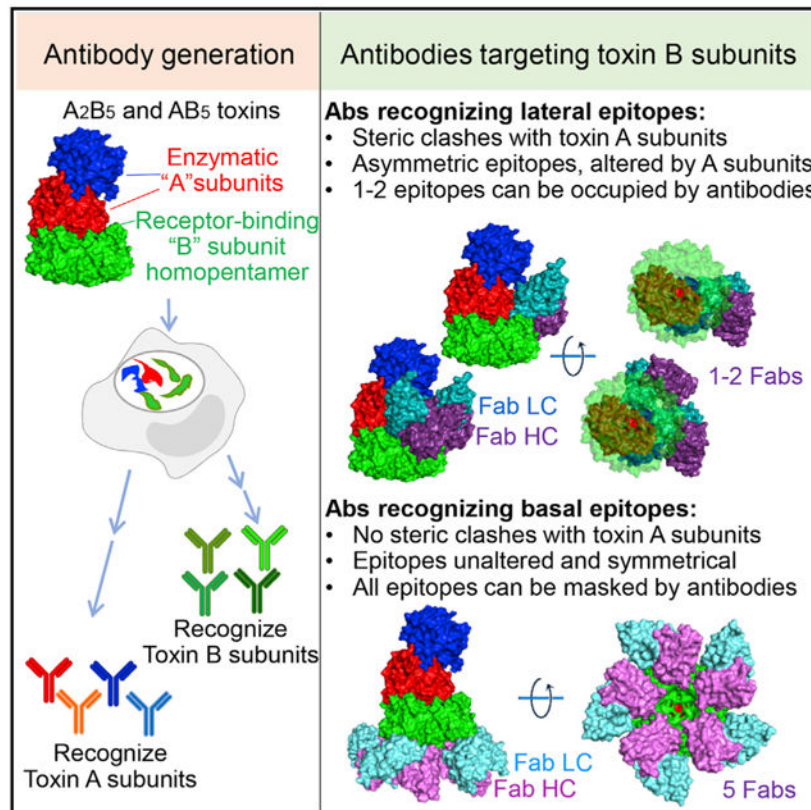 Antibody generation
A2B5 and AB5 toxins
Enzymatic
"A"subunits
Receptor-binding
"B" subunit
homopentamer
Recognize
Toxin B subunits
Recognize
Toxin A subunits
Antibodies targeting toxin B subunits
Abs recognizing lateral epitopes:
• Steric clashes with toxin A subunits
• Asymmetric epitopes, altered by A subunits
• 1-2 epitopes can be occupied by antibodies
Fab LC
Fab HC
1-2 Fabs
Abs recognizing basal epitopes:
• No steric clashes with toxin A subunits
• Epitopes unaltered and symmetrical
• All epitopes can be masked by antibodies
Fab LC
Fab HC
5 Fabs